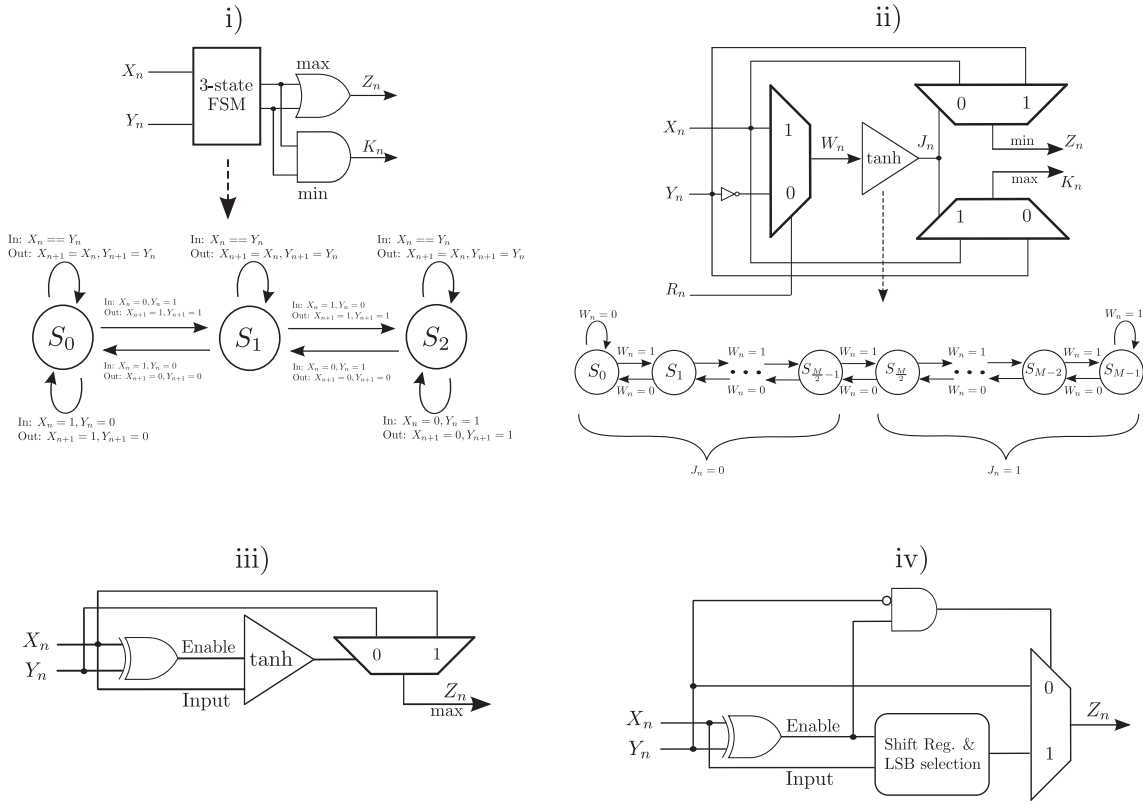 i)
X_n
Y_n
3-state
FSM
max
Z_n
K_n
min
In: X_n == Y_n
Out: X_{n+1} = X_n, Y_{n+1} = Y_n
In: X_n == Y_n
Out: X_{n+1} = X_n, Y_{n+1} = Y_n
In: X_n == Y_n
Out: X_{n+1} = X_n, Y_{n+1} = Y_n
In: X_n = 0, Y_n = 1
Out: X_{n+1} = 1, Y_{n+1} = 1
In: X_n = 1, Y_n = 0
Out: X_{n+1} = 1, Y_{n+1} = 1
S_0
S_1
S_2
In: X_n = 1, Y_n = 0
Out: X_{n+1} = 0, Y_{n+1} = 0
In: X_n = 0, Y_n = 1
Out: X_{n+1} = 0, Y_{n+1} = 0
In: X_n = 1, Y_n = 0
Out: X_{n+1} = 1, Y_{n+1} = 0
In: X_n = 0, Y_n = 1
Out: X_{n+1} = 0, Y_{n+1} = 1
ii)
0 1
X_n
1
W_n
tanh
J_n
min
Z_n
max
K_n
Y_n
0
1 0
R_n
W_n = 0
W_n = 1
W_n = 1
W_n = 1
W_n = 1
W_n = 1
W_n = 1
W_n = 1
S_0
S_1
S_{\frac{M}{2}-1}
S_{\frac{M}{2}}
S_{M-2}
S_{M-1}
W_n = 0
W_n = 0
W_n = 0
W_n = 0
W_n = 0
W_n = 0
J_n = 0
J_n = 1
iii)
X_n
Y_n
Enable
Input
tanh
0 1
Z_n
max
iv)
X_n
Y_n
Enable
Input
Shift Reg. &
LSB selection
0
1
Z_n